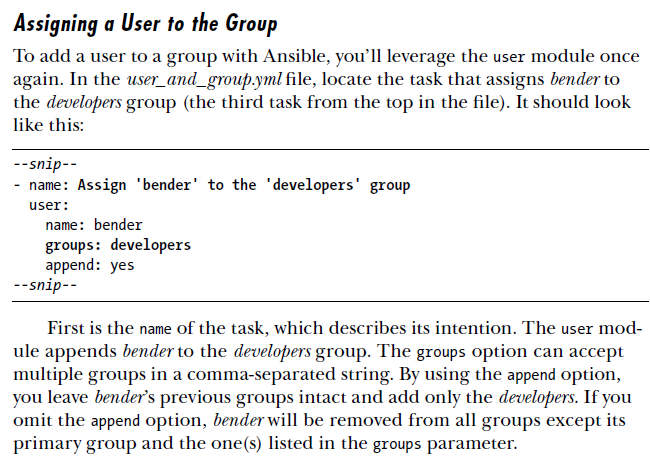 Assigning a User to the Group
To add a user to a group with Ansible, you’ll leverage the user module once
again. In the user_and_group.yml file, locate the task that assigns bender to
the developers group (the third task from the top in the file). It should look
like this:
--snip--
- name: Assign 'bender' to the 'developers' group
  user:
    name: bender
    groups: developers
    append: yes
--snip--
First is the name of the task, which describes its intention. The user mod-
ule appends bender to the developers group. The groups option can accept
multiple groups in a comma-separated string. By using the append option,
you leave bender’s previous groups intact and add only the developers. If you
omit the append option, bender will be removed from all groups except its
primary group and the one(s) listed in the groups parameter.